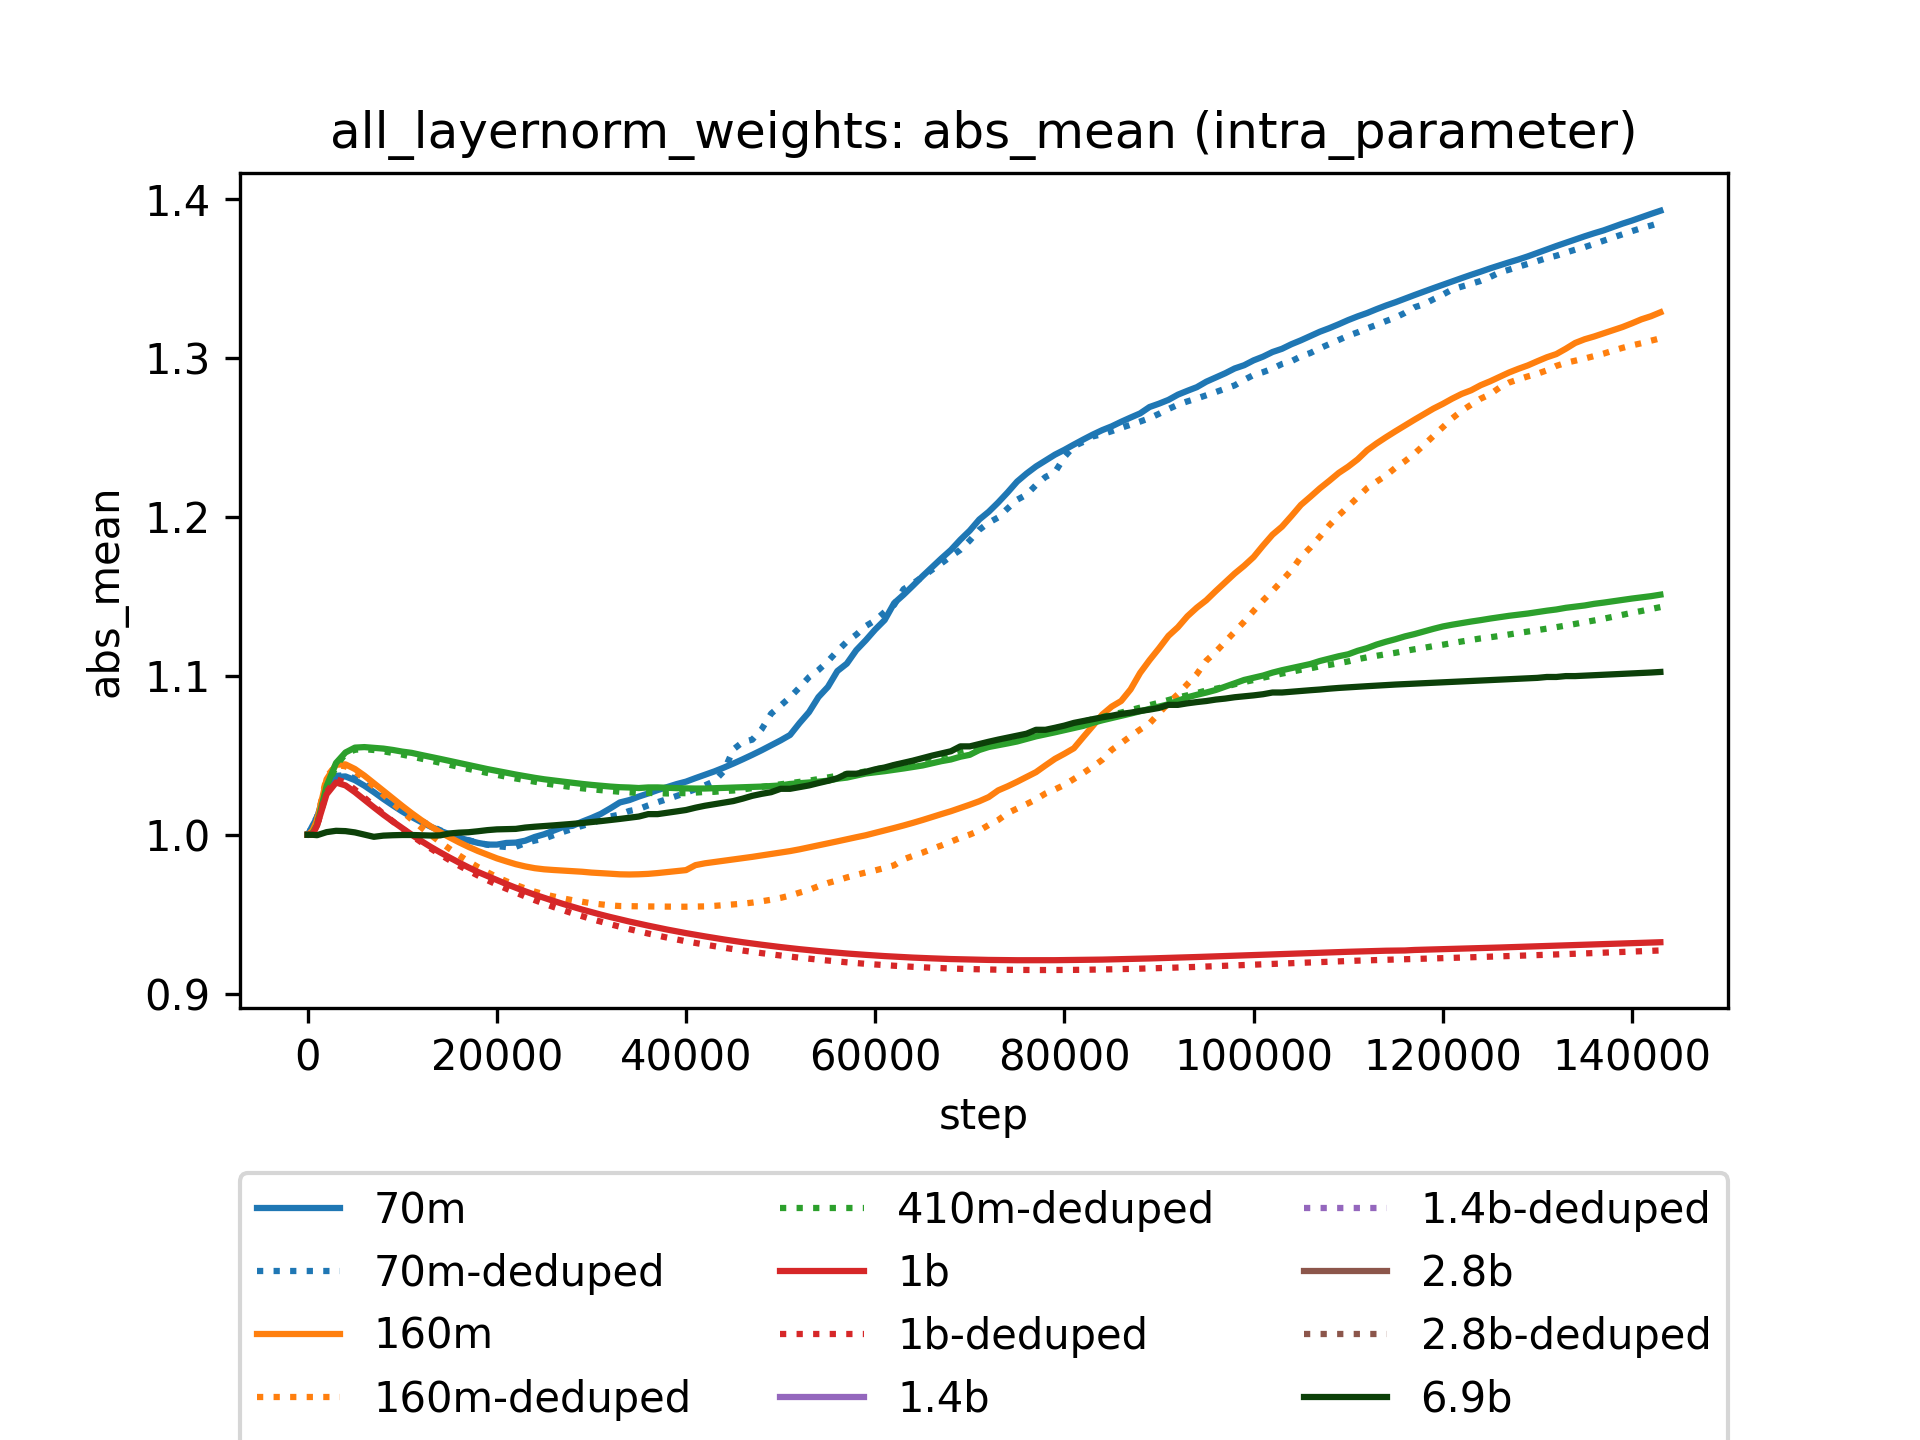 all_layernorm_weights: abs_mean (intra_parameter)
1.4
1.3
1.2
1.1
1.0
0.9
abs_mean
0 20000 40000 60000 80000 100000 120000 140000
step
70m 410m-deduped 1.4b-deduped
70m-deduped 1b 2.8b
160m 1b-deduped 2.8b-deduped
160m-deduped 1.4b 6.9b